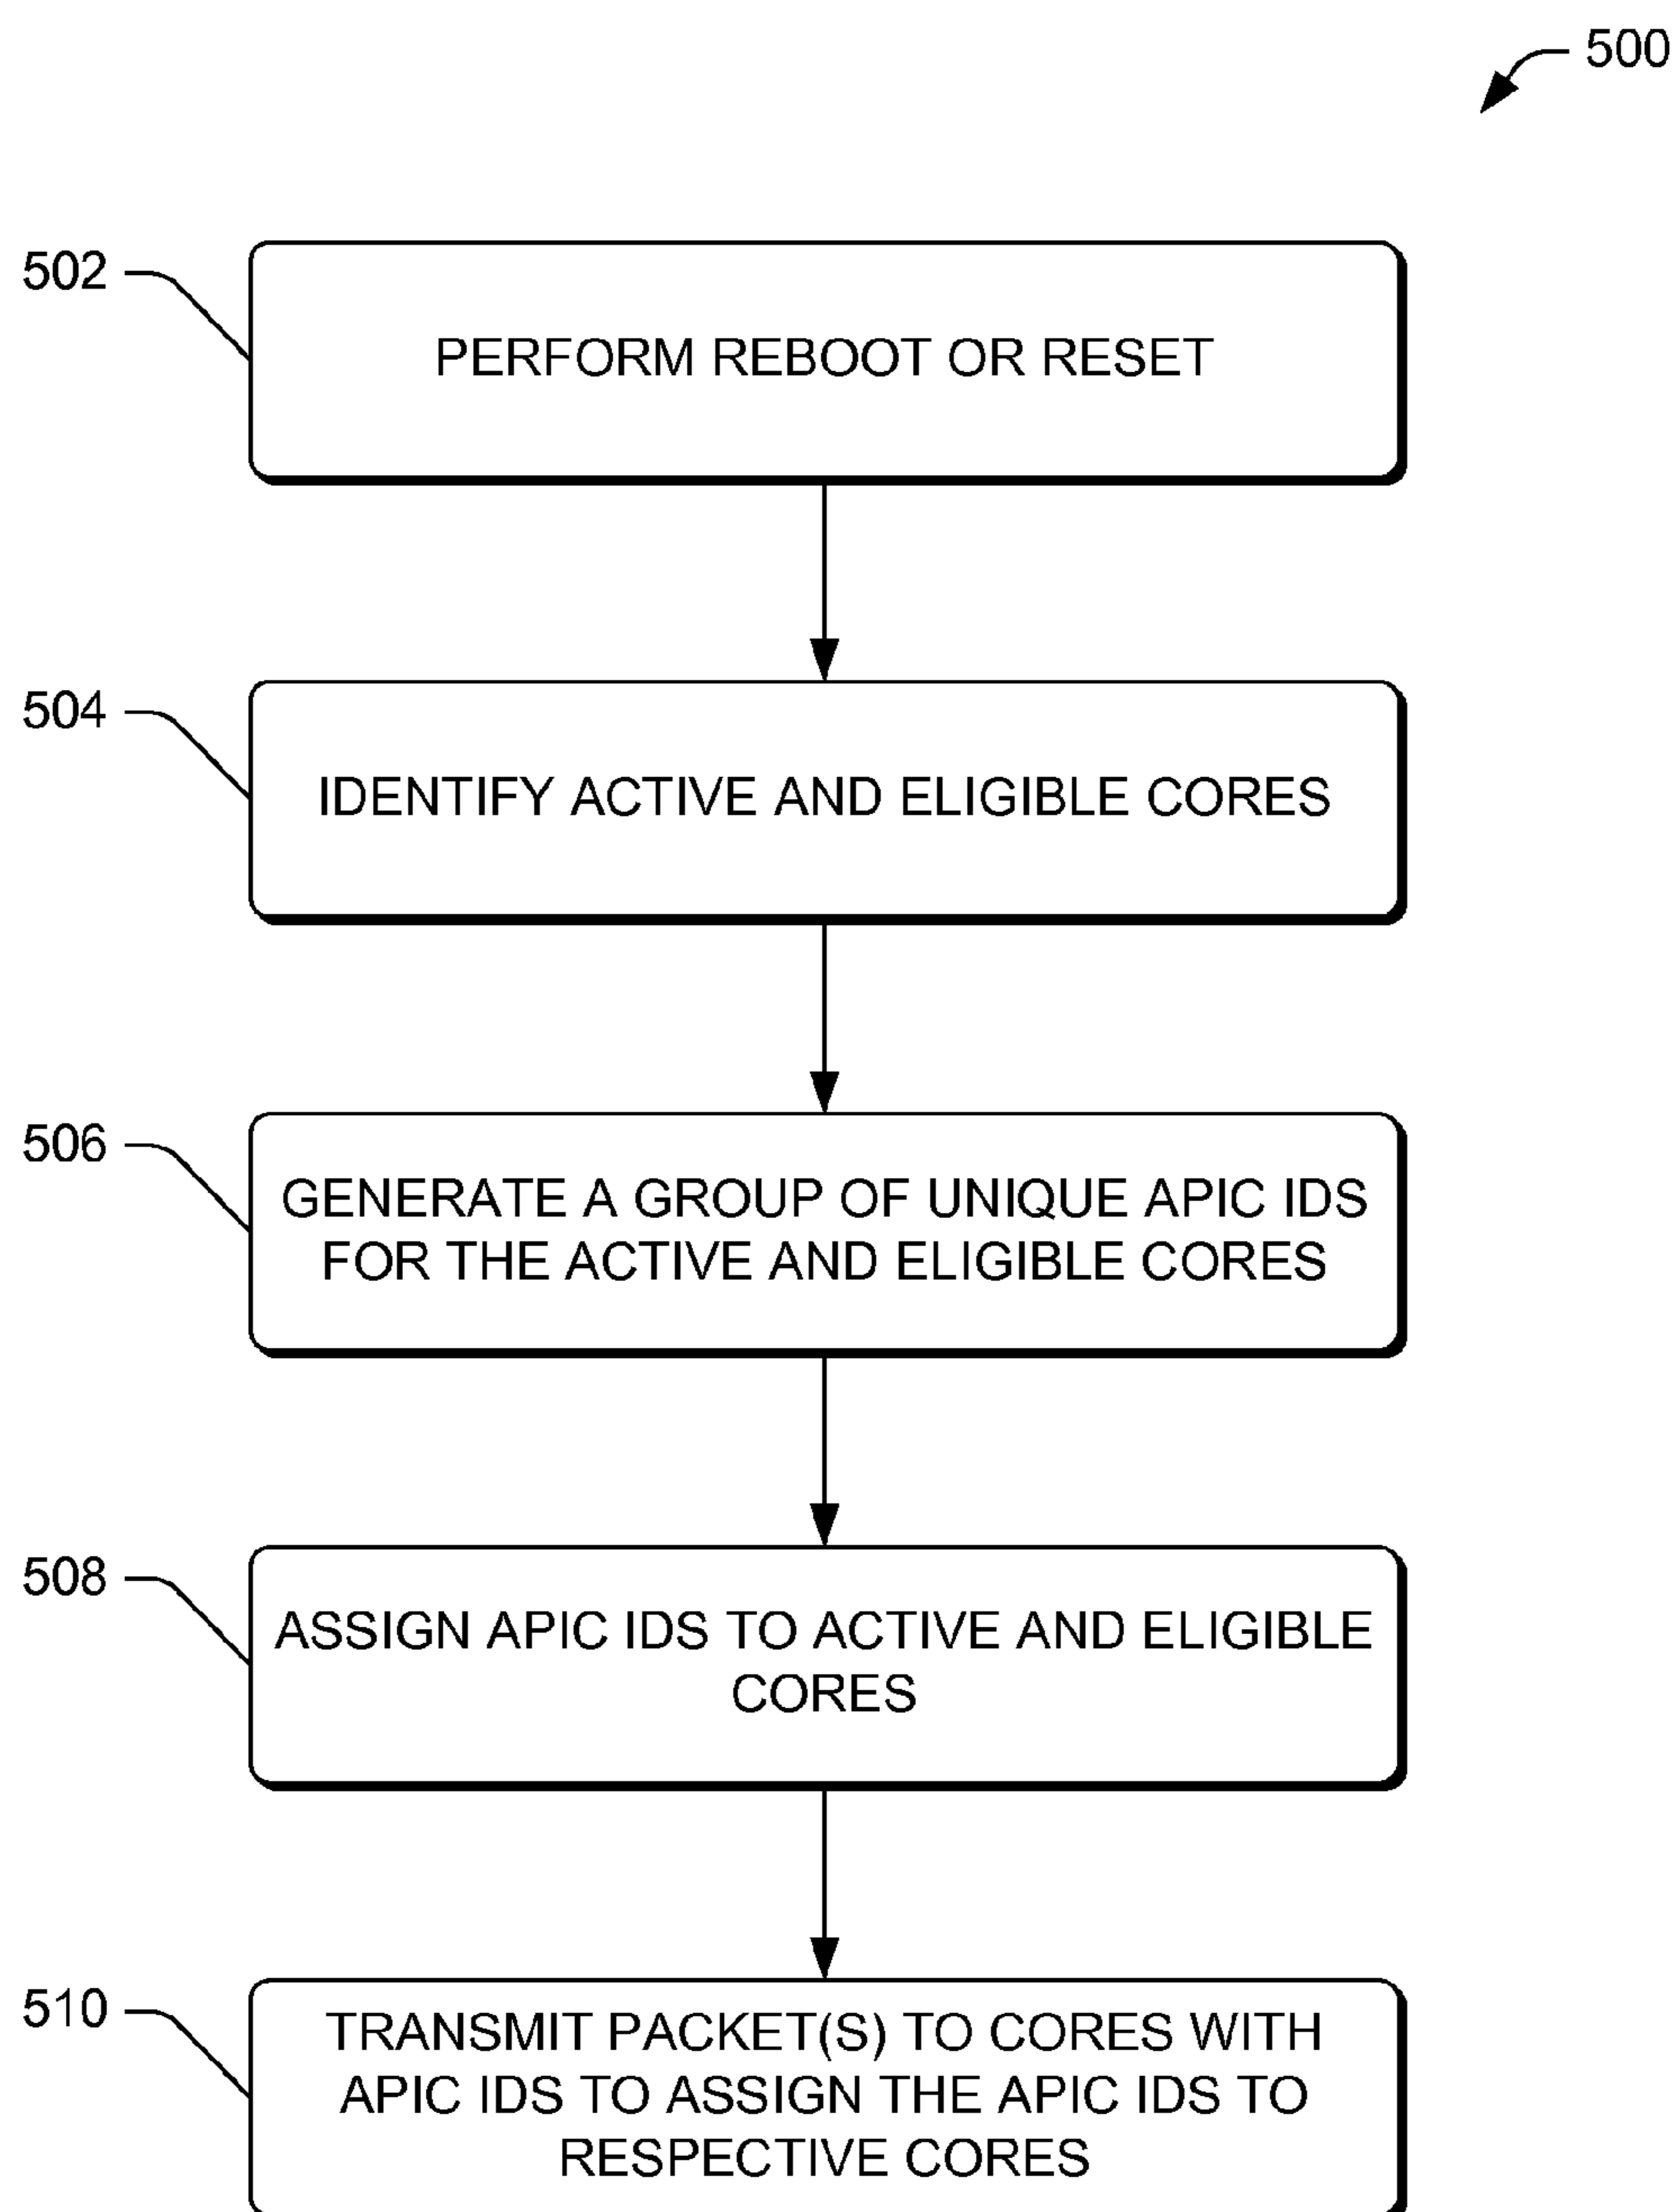 500
502
PERFORM REBOOT OR RESET
504
IDENTIFY ACTIVE AND ELIGIBLE CORES
506
GENERATE A GROUP OF UNIQUE APIC IDS
FOR THE ACTIVE AND ELIGIBLE CORES
508
ASSIGN APIC IDS TO ACTIVE AND ELIGIBLE
CORES
510
TRANSMIT PACKET(S) TO CORES WITH
APIC IDS TO ASSIGN THE APIC IDS TO
RESPECTIVE CORES